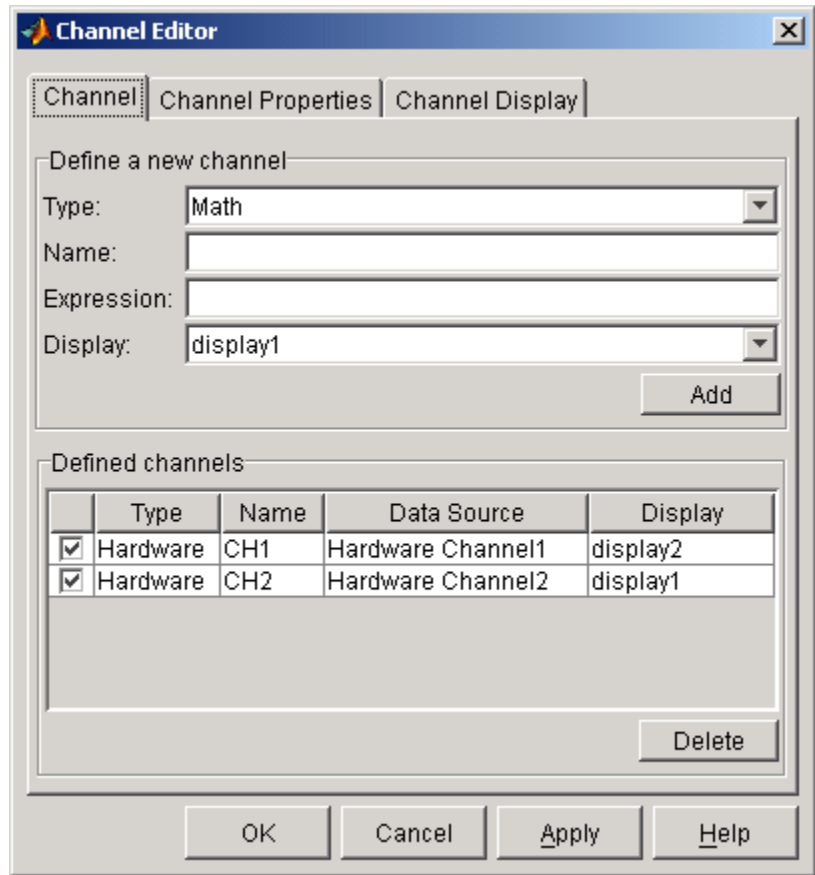 Channel Editor
Channel Channel Properties Channel Display
Define a new channel
Type: Math
Name:
Expression:
Display: display1
Add
Defined channels
Type Name Data Source Display
Hardware CH1 Hardware Channel1 display2
Hardware CH2 Hardware Channel2 display1
Delete
OK Cancel Apply Help